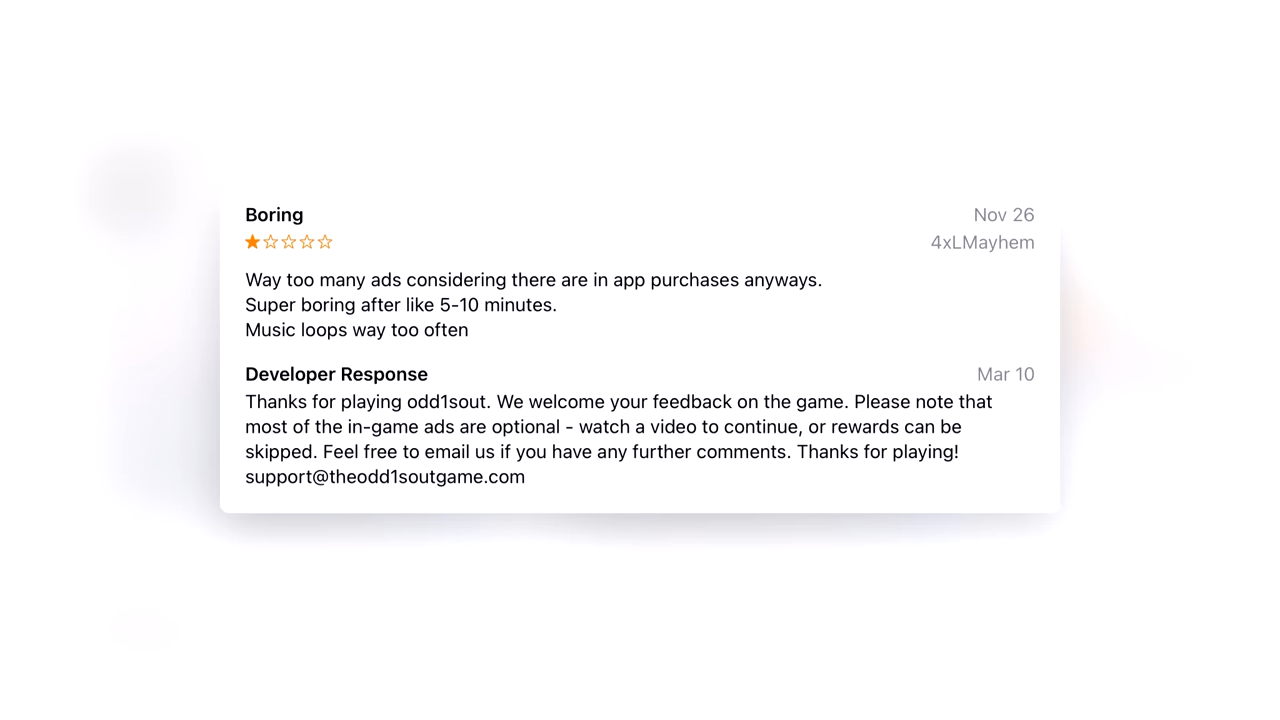 Boring
Nov 26
4xLMayhem
Way too many ads considering there are in app purchases anyways.
Super boring after like 5-10 minutes.
Music loops way too often
Developer Response
Mar 10
Thanks for playing odd1sout. We welcome your feedback on the game. Please note that
most of the in-game ads are optional - watch a video to continue, or rewards can be
skipped. Feel free to email us if you have any further comments. Thanks for playing!
support@theodd1soutgame.com